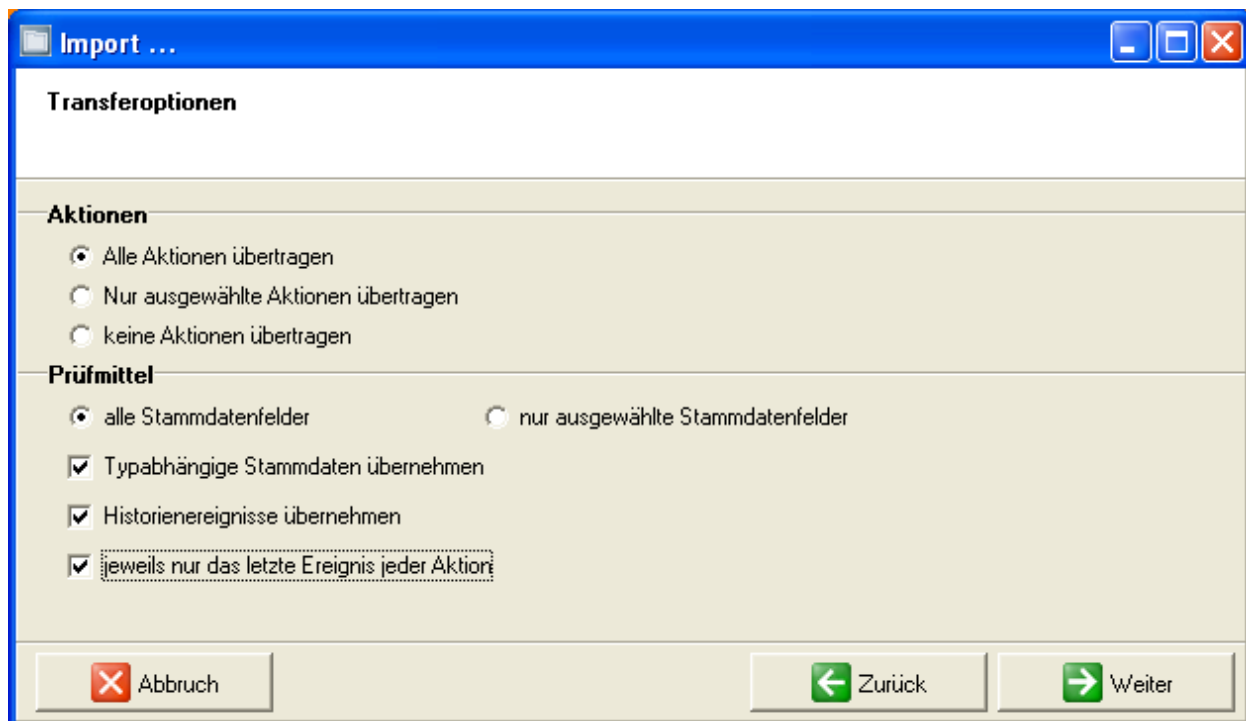 Import ...
Transferoptionen
Aktionen
Alle Aktionen übertragen
Nur ausgewählte Aktionen übertragen
keine Aktionen übertragen
Prüfmittel
alle Stammdatenfelder nur ausgewählte Stammdatenfelder
Typabhängige Stammdaten übernehmen
Historienereignisse übernehmen
jeweils nur das letzte Ereignis jeder Aktion
Abbruch Zurück Weiter